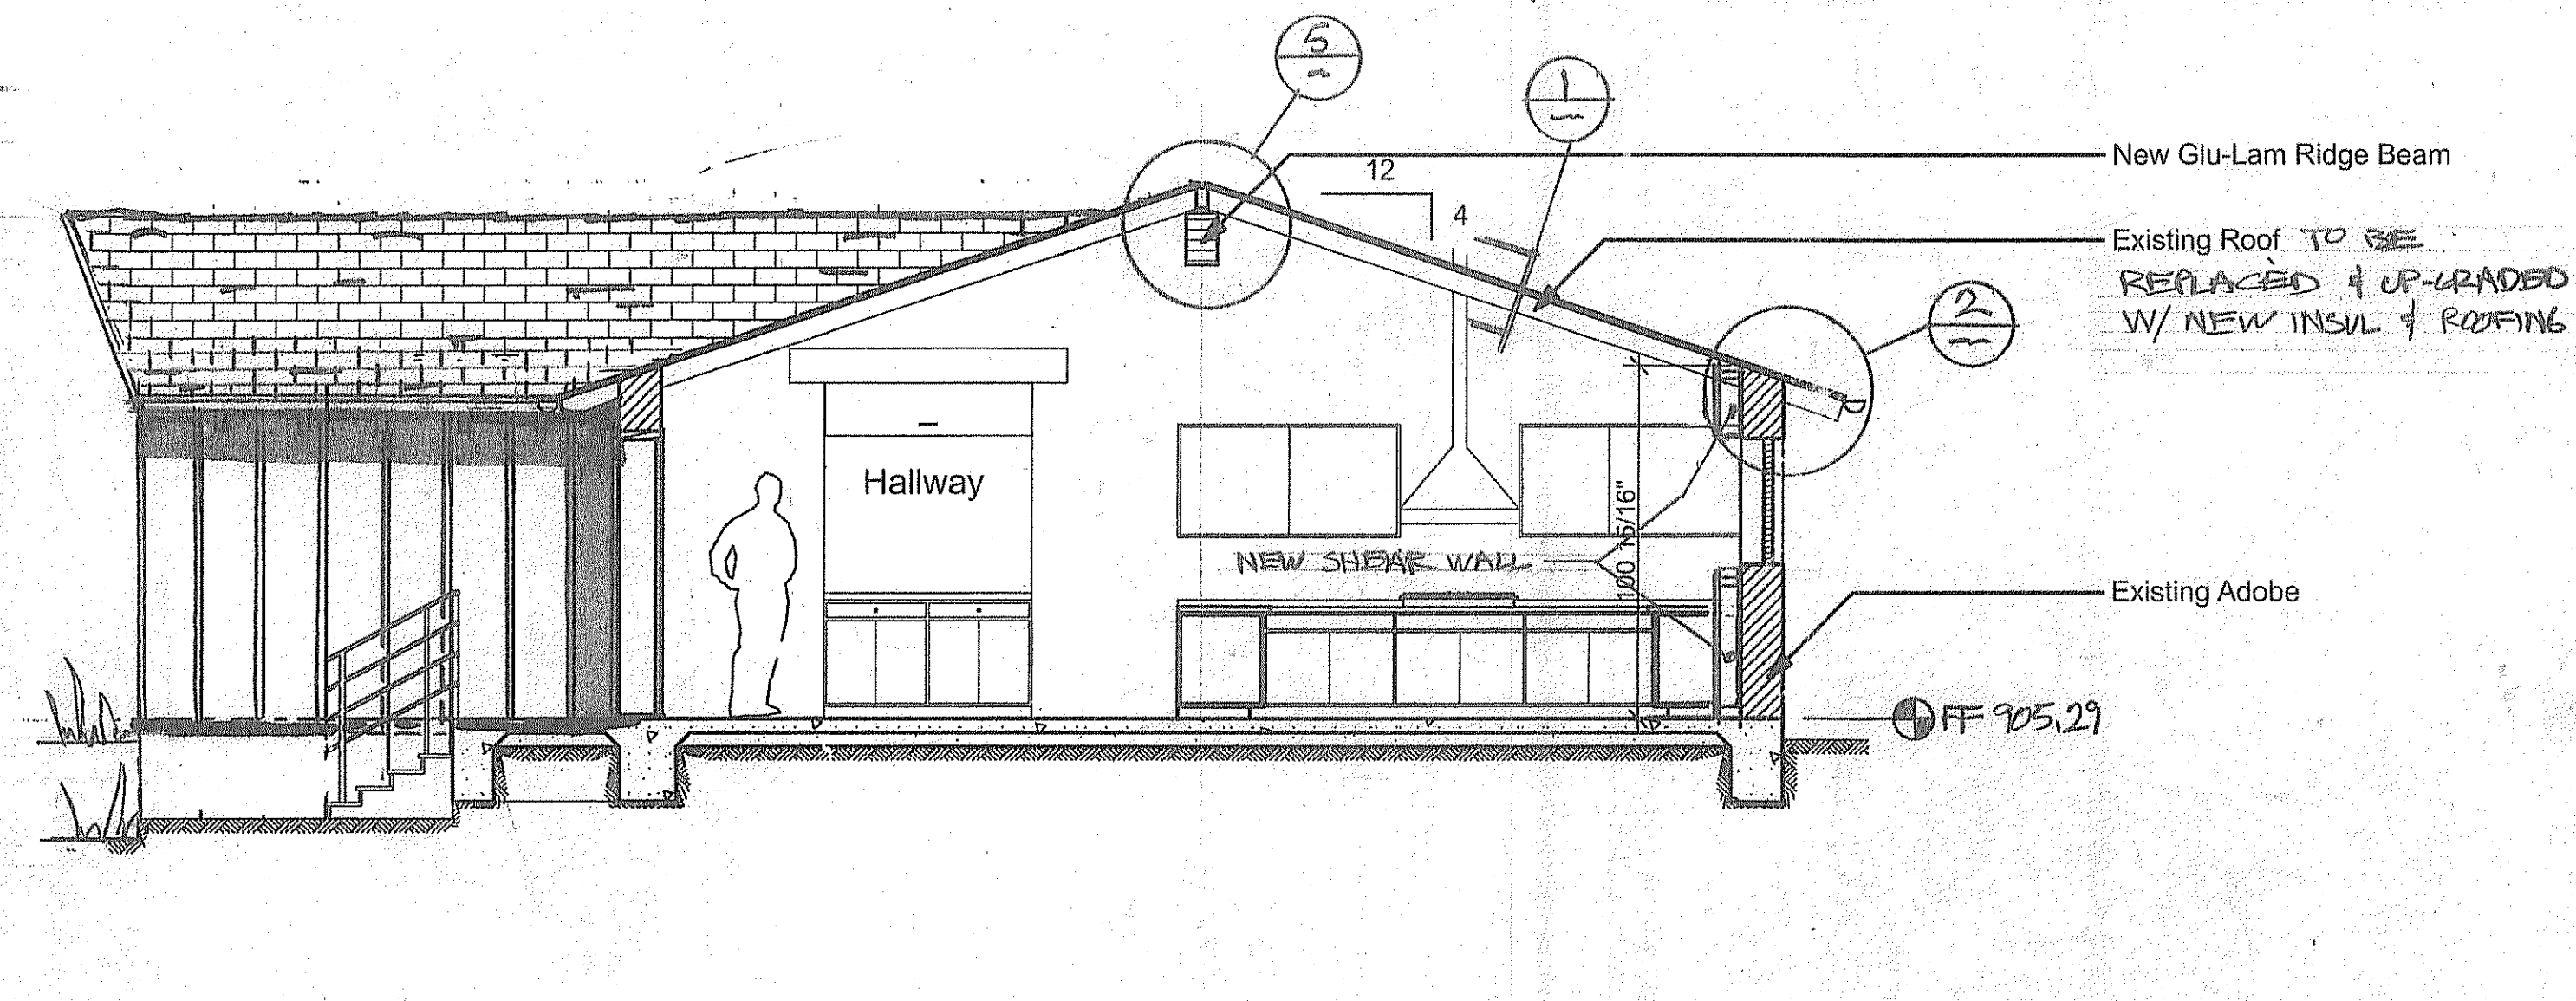 5
1
New Glu-Lam Ridge Beam
12
4
Existing Roof TO BE
REPLACED & UP-GRADED
W/ NEW INSUL & ROOFING
2
Hallway
100 15/16"
NEW SHEAR WALL
Existing Adobe
FF 905.29